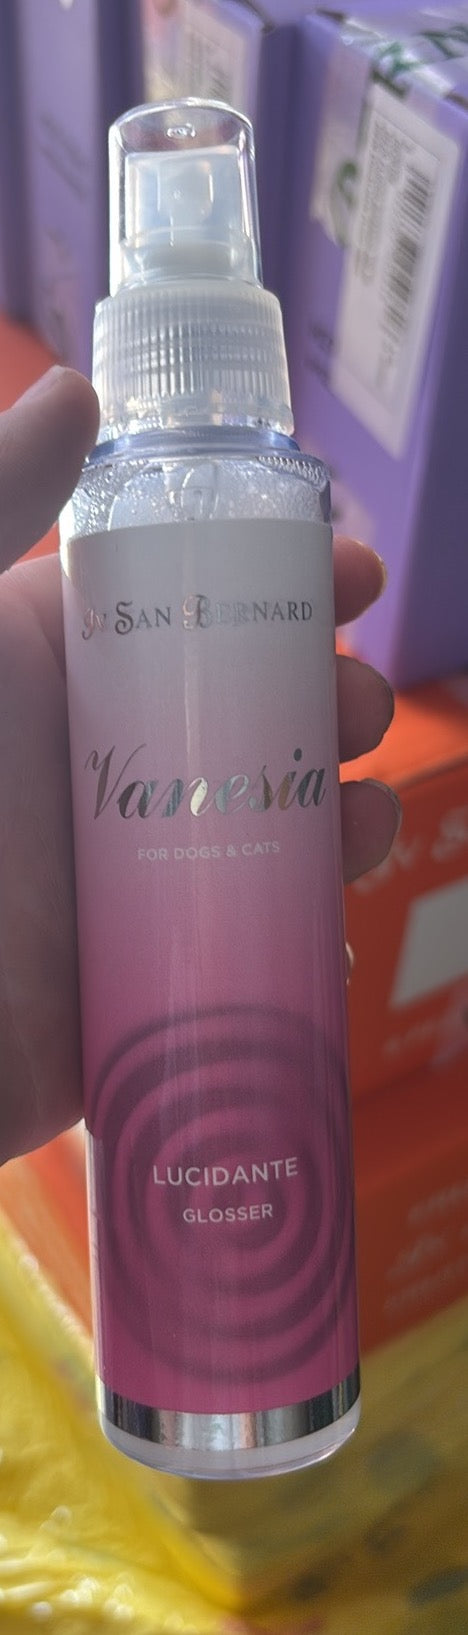 Iv San Bernard
Vanesia
FOR DOGS & CATS
LUCIDANTE
GLOSSER